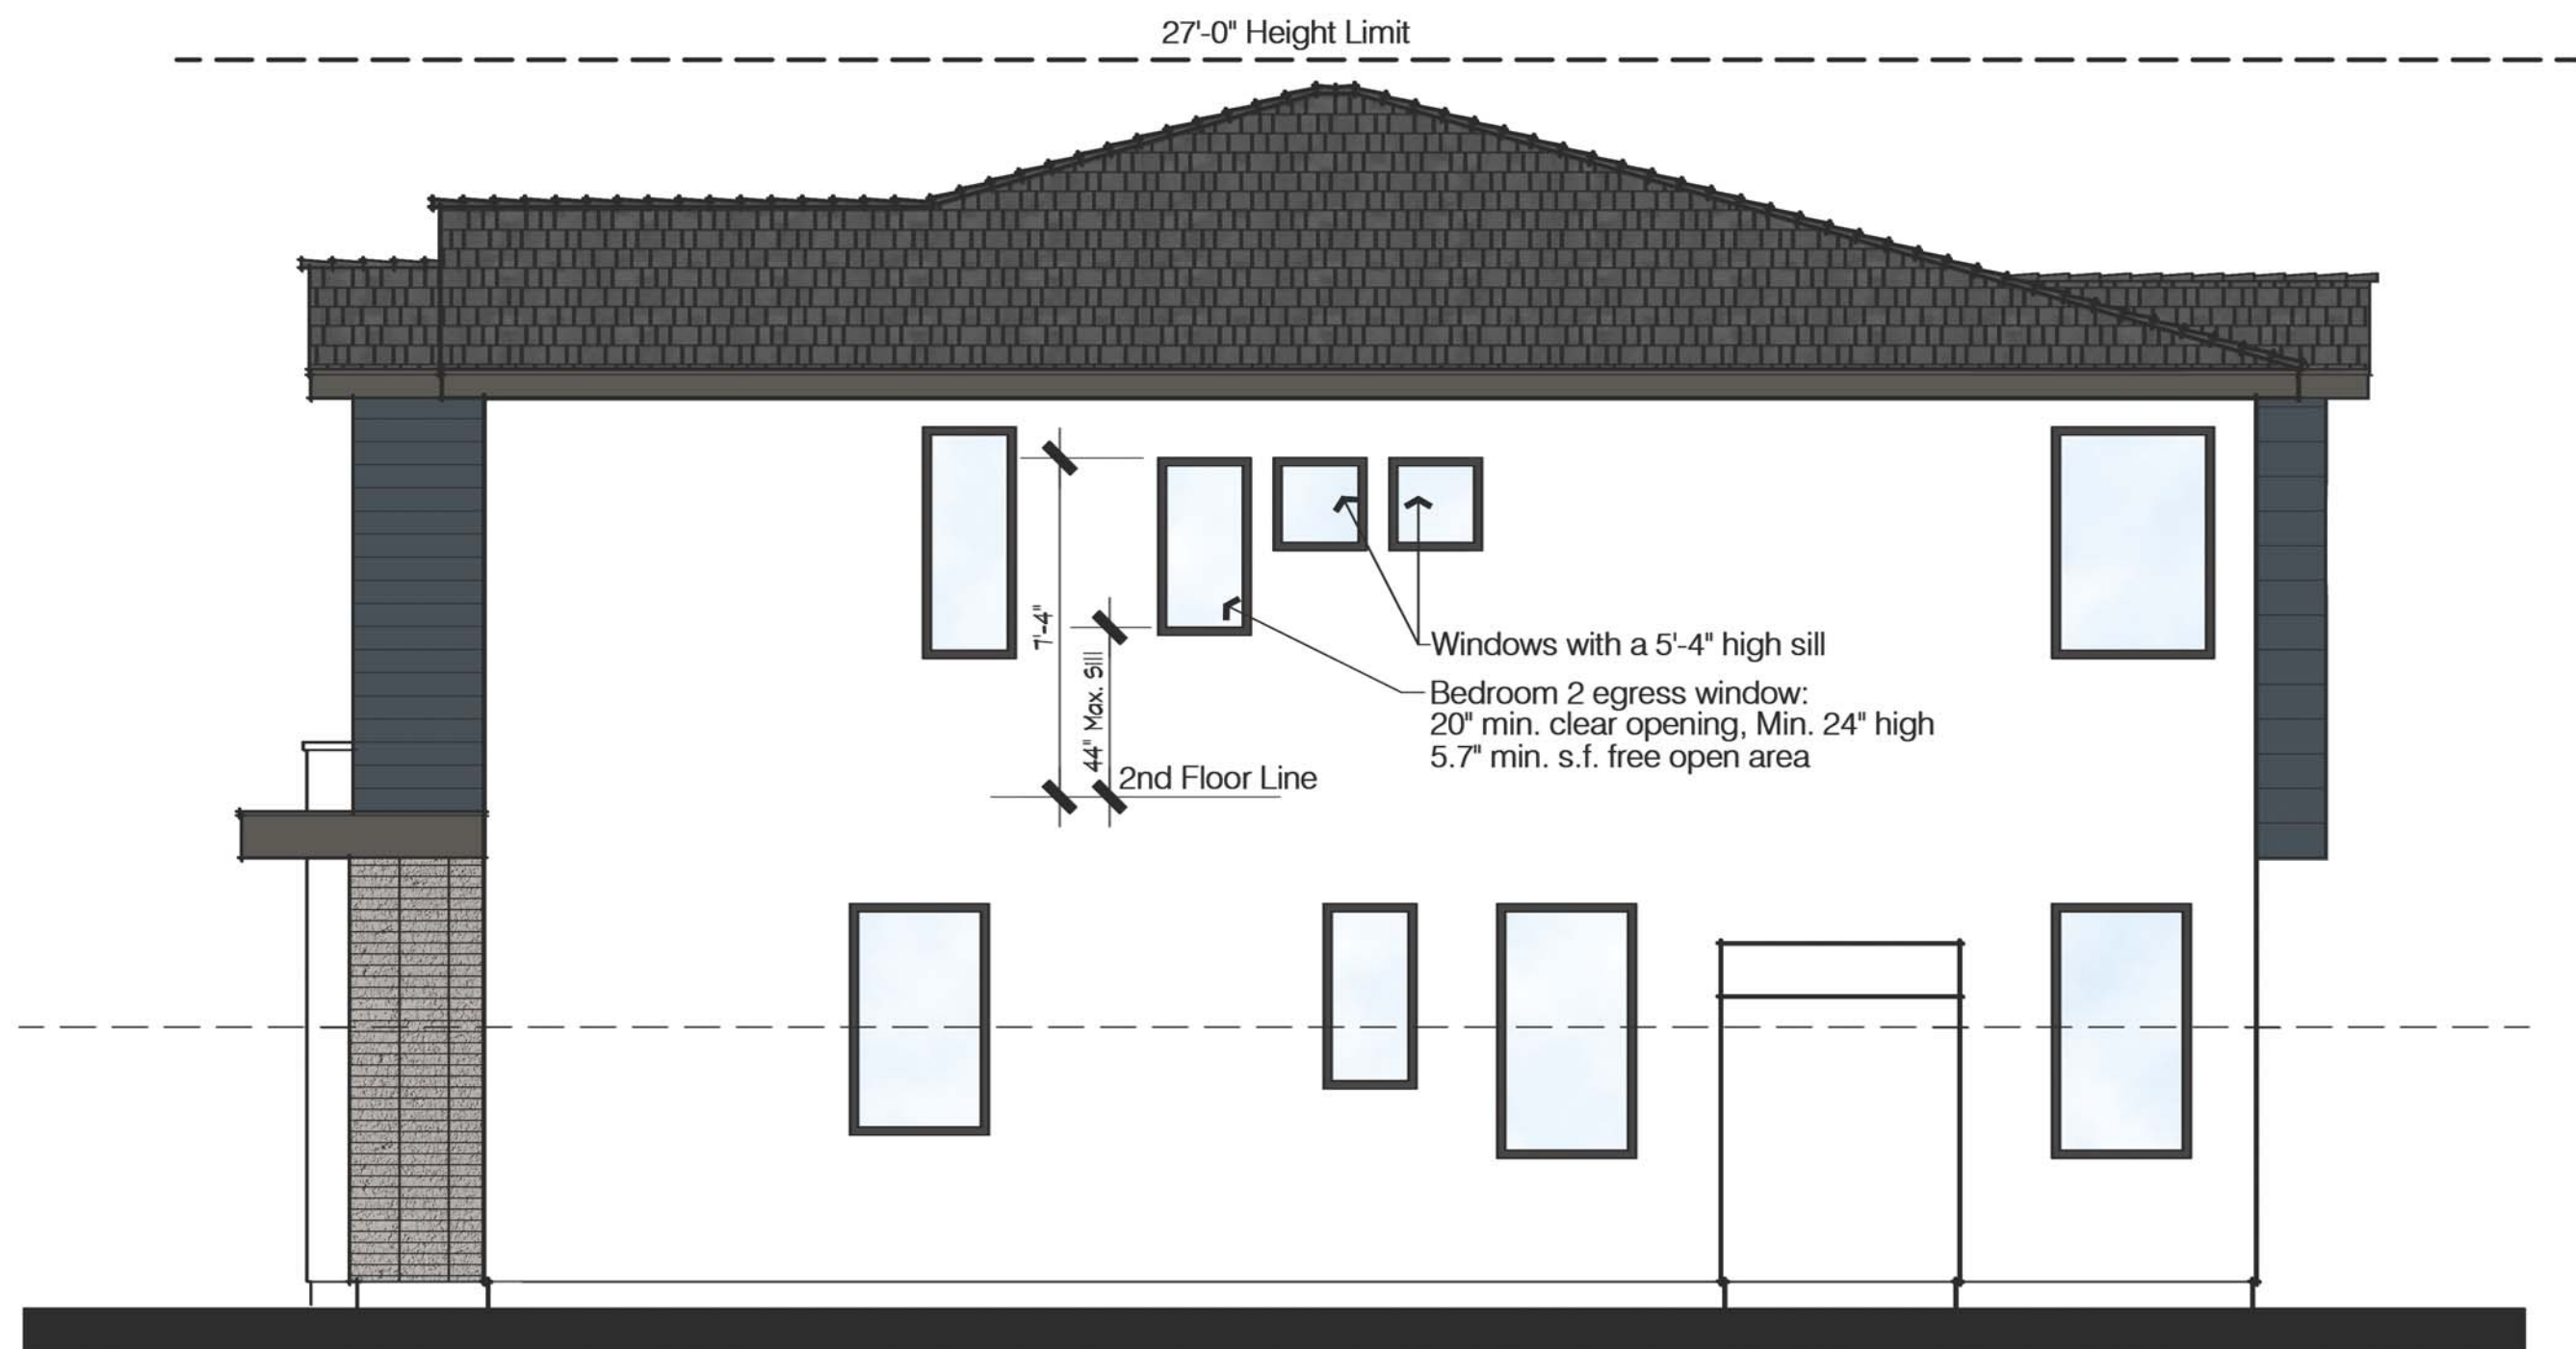 27'-0" Height Limit
7'-4"
44" Max. Sill
Windows with a 5'-4" high sill
Bedroom 2 egress window:
20" min. clear opening, Min. 24" high
5.7" min. s.f. free open area
2nd Floor Line